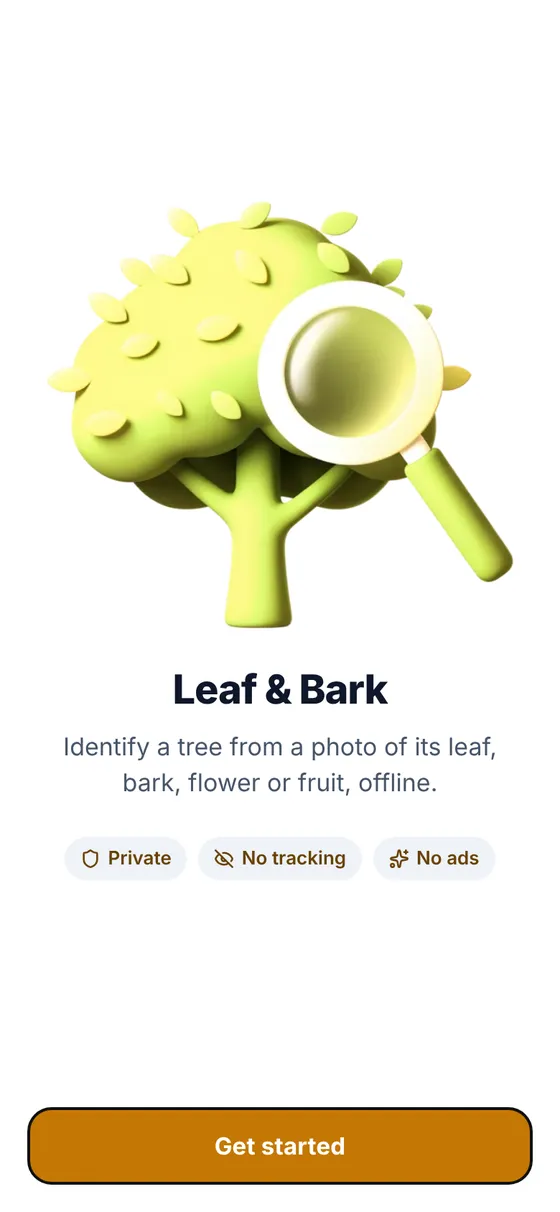 Leaf & Bark
Identify a tree from a photo of its leaf,
bark, flower or fruit, offline.
Private No tracking No ads
Get started